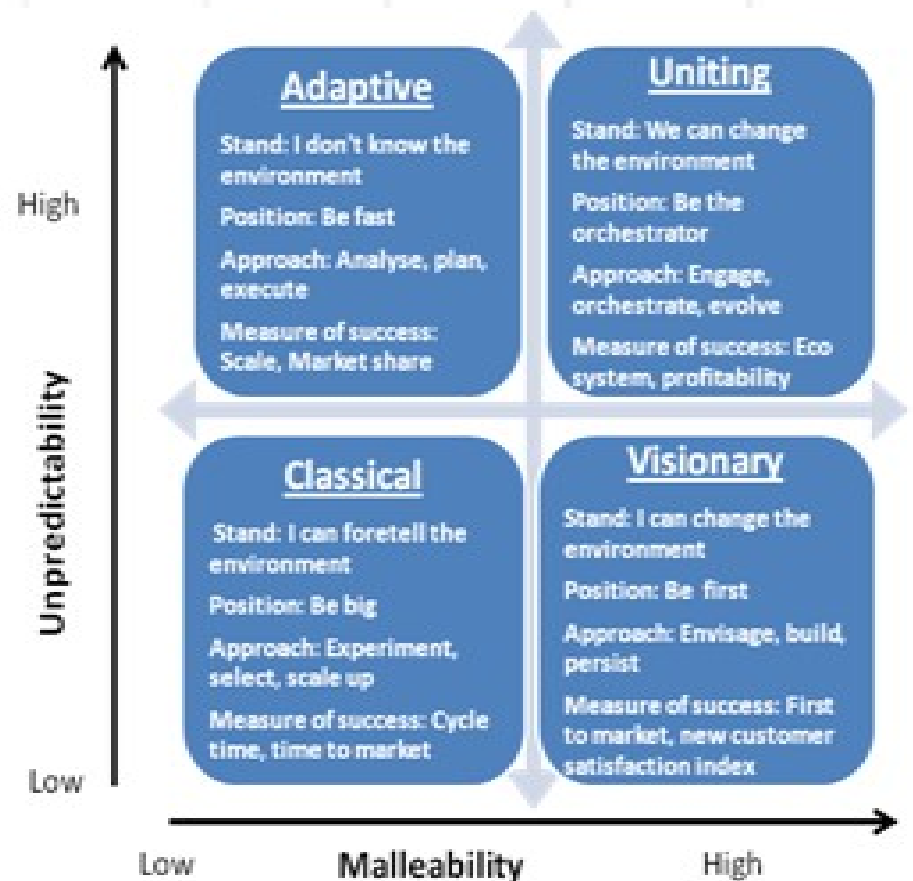 Adaptive
Stand: I don't know the
environment
Position: Be fast
Approach: Analyse, plan,
execute
Measure of success:
Scale, Market share
Uniting
Stand: We can change
the environment
Position: Be the
orchestrator
Approach: Engage,
orchestrate, evolve
Measure of success: Eco
system, profitability
High
Unpredictability
Low
Classical
Stand: I can foretell the
environment
Position: Be big
Approach: Experiment,
select, scale up
Measure of success: Cycle
time, time to market
Visionary
Stand: I can change the
environment
Position: Be first
Approach: Envisage, build,
persist
Measure of success: First
to market, new customer
satisfaction index
Low
Malleability
High